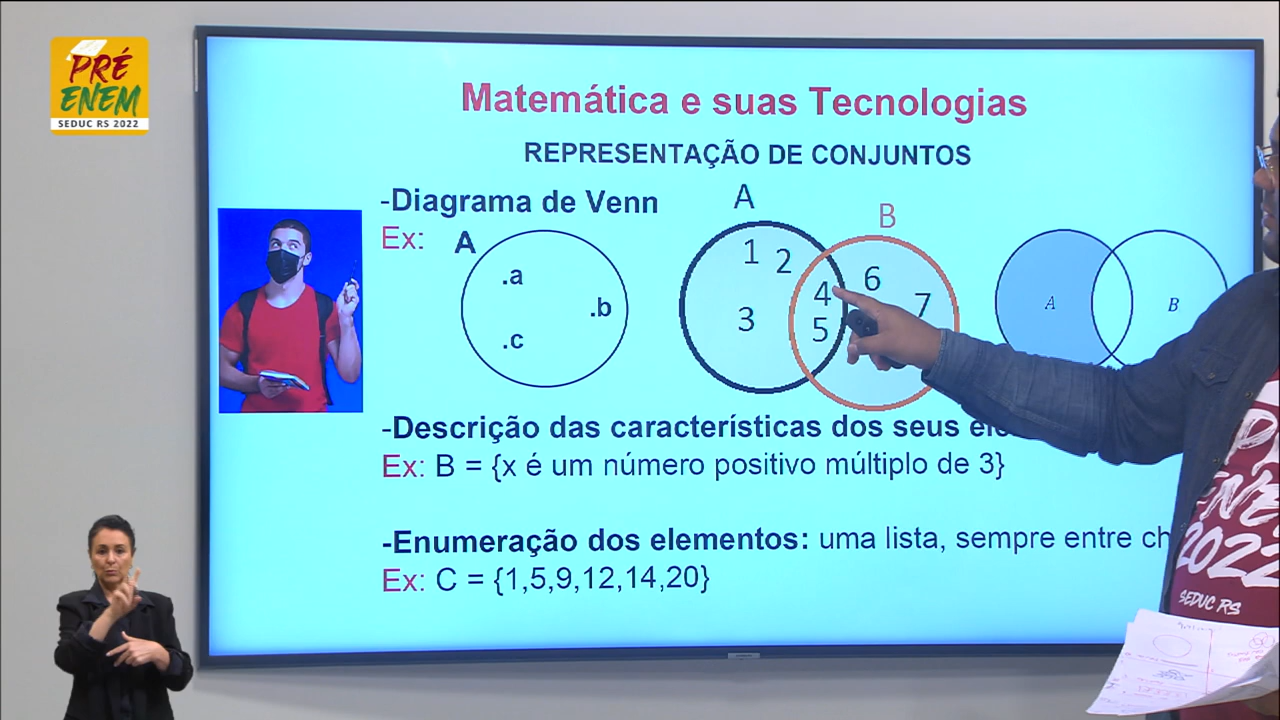 PRÉ
ENEM
SEDUC RS 2022
Matemática e suas Tecnologias
REPRESENTAÇÃO DE CONJUNTOS
-Diagrama de Venn
Ex:
A
.a
.b
.c
A
B
1
2
3
4
5
6
7
A
B
-Descrição das características dos seus
Ex: B = {x é um número positivo múltiplo de 3}
-Enumeração dos elementos: uma lista, sempre entre
Ex: C = {1,5,9,12,14,20}
2022
SEDUC RS